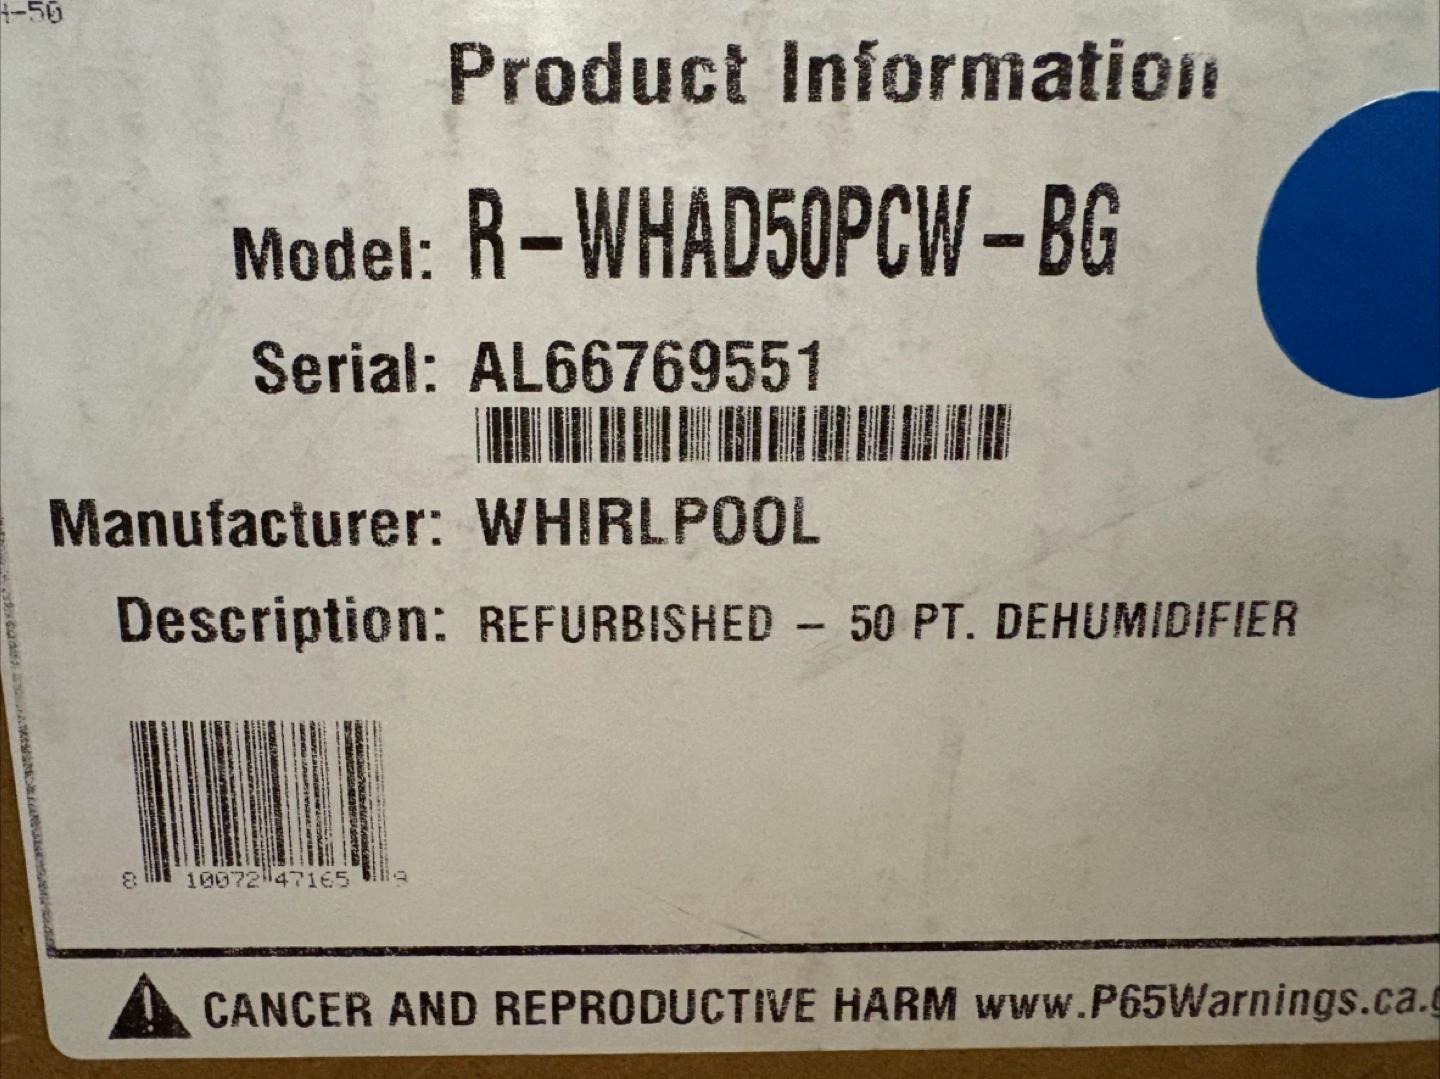 -50
Product Information
Model: R-WHAD50PCW-BG
Serial: AL66769551
Manufacturer: WHIRLPOOL
Description: REFURBISHED - 50 PT. DEHUMIDIFIER
8 10072 47165 9
CANCER AND REPRODUCTIVE HARM www.P65Warnings.ca.g